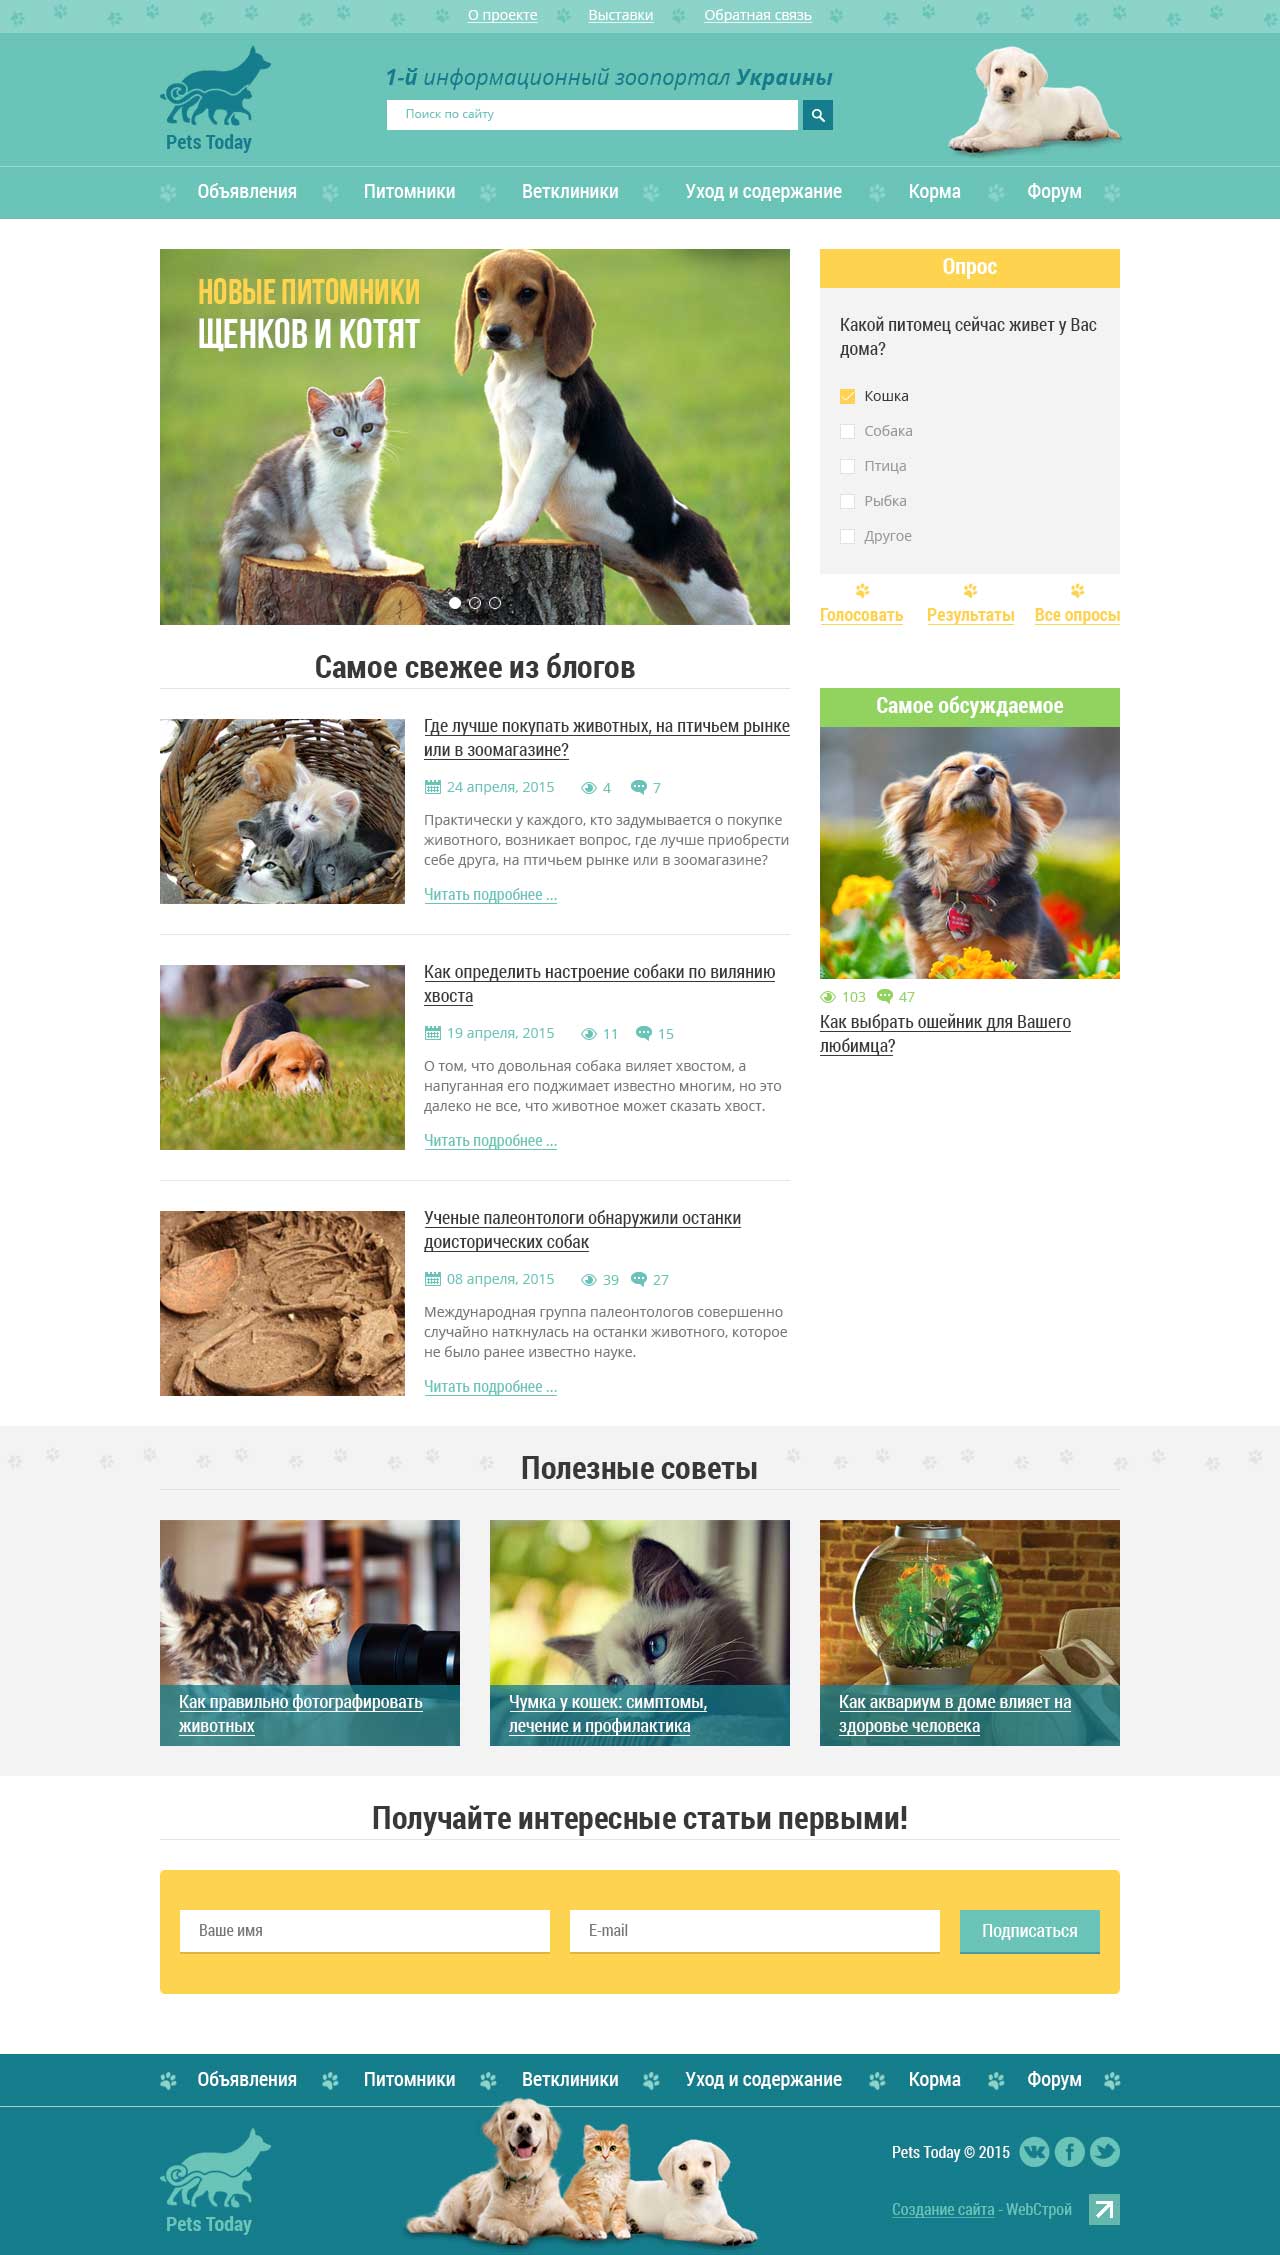 О проекте
Выставки
Обратная связь
Pets Today
1-й информационный зоопортал Украины
Поиск по сайту
Объявления
Питомники
Ветклиники
Уход и содержание
Корма
Форум
НОВЫЕ ПИТОМНИКИ
ЩЕНКОВ И КОТЯТ
Опрос
Какой питомец сейчас живет у Вас
дома?
Кошка
Собака
Птица
Рыбка
Другое
Голосовать
Результаты
Все опросы
Самое свежее из блогов
Где лучше покупать животных, на птичьем рынке
или в зоомагазине?
24 апреля, 2015
4
7
Практически у каждого, кто задумывается о покупке
животного, возникает вопрос, где лучше приобрести
себе друга, на птичьем рынке или в зоомагазине?
Читать подробнее ...
Как определить настроение собаки по вилянию
хвоста
19 апреля, 2015
11
15
О том, что довольная собака виляет хвостом, а
напуганная его поджимает известно многим, но это
далеко не все, что животное может сказать хвост.
Читать подробнее ...
Ученые палеонтологи обнаружили останки
доисторических собак
08 апреля, 2015
39
27
Международная группа палеонтологов совершенно
случайно наткнулась на останки животного, которое
не было ранее известно науке.
Читать подробнее ...
Самое обсуждаемое
103
47
Как выбрать ошейник для Вашего
любимца?
Полезные советы
Как правильно фотографировать
животных
Чумка у кошек: симптомы,
лечение и профилактика
Как аквариум в доме влияет на
здоровье человека
Получайте интересные статьи первыми!
Ваше имя
E-mail
Подписаться
Объявления
Питомники
Ветклиники
Уход и содержание
Корма
Форум
Pets Today
Pets Today © 2015
Создание сайта - WebСтрой